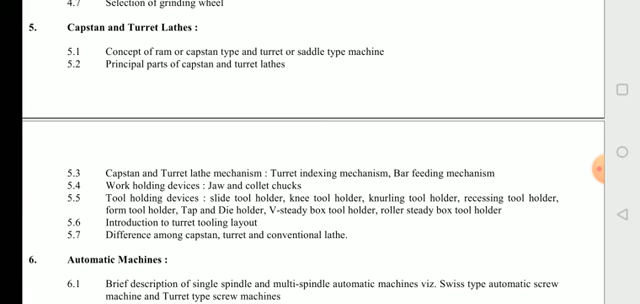 4.7 Selection of grinding wheel
5. Capstan and Turret Lathes :
5.1 Concept of ram or capstan type and turret or saddle type machine
5.2 Principal parts of capstan and turret lathes
5.3 Capstan and Turret lathe mechanism : Turret indexing mechanism, Bar feeding mechanism
5.4 Work holding devices : Jaw and collet chucks
5.5 Tool holding devices : slide tool holder, knee tool holder, knurling tool holder, recessing tool holder,
form tool holder, Tap and Die holder, V-steady box tool holder, roller steady box tool holder
5.6 Introduction to turret tooling layout
5.7 Difference among capstan, turret and conventional lathe.
6. Automatic Machines :
6.1 Brief description of single spindle and multi-spindle automatic machines viz. Swiss type automatic screw
machine and Turret type screw machines